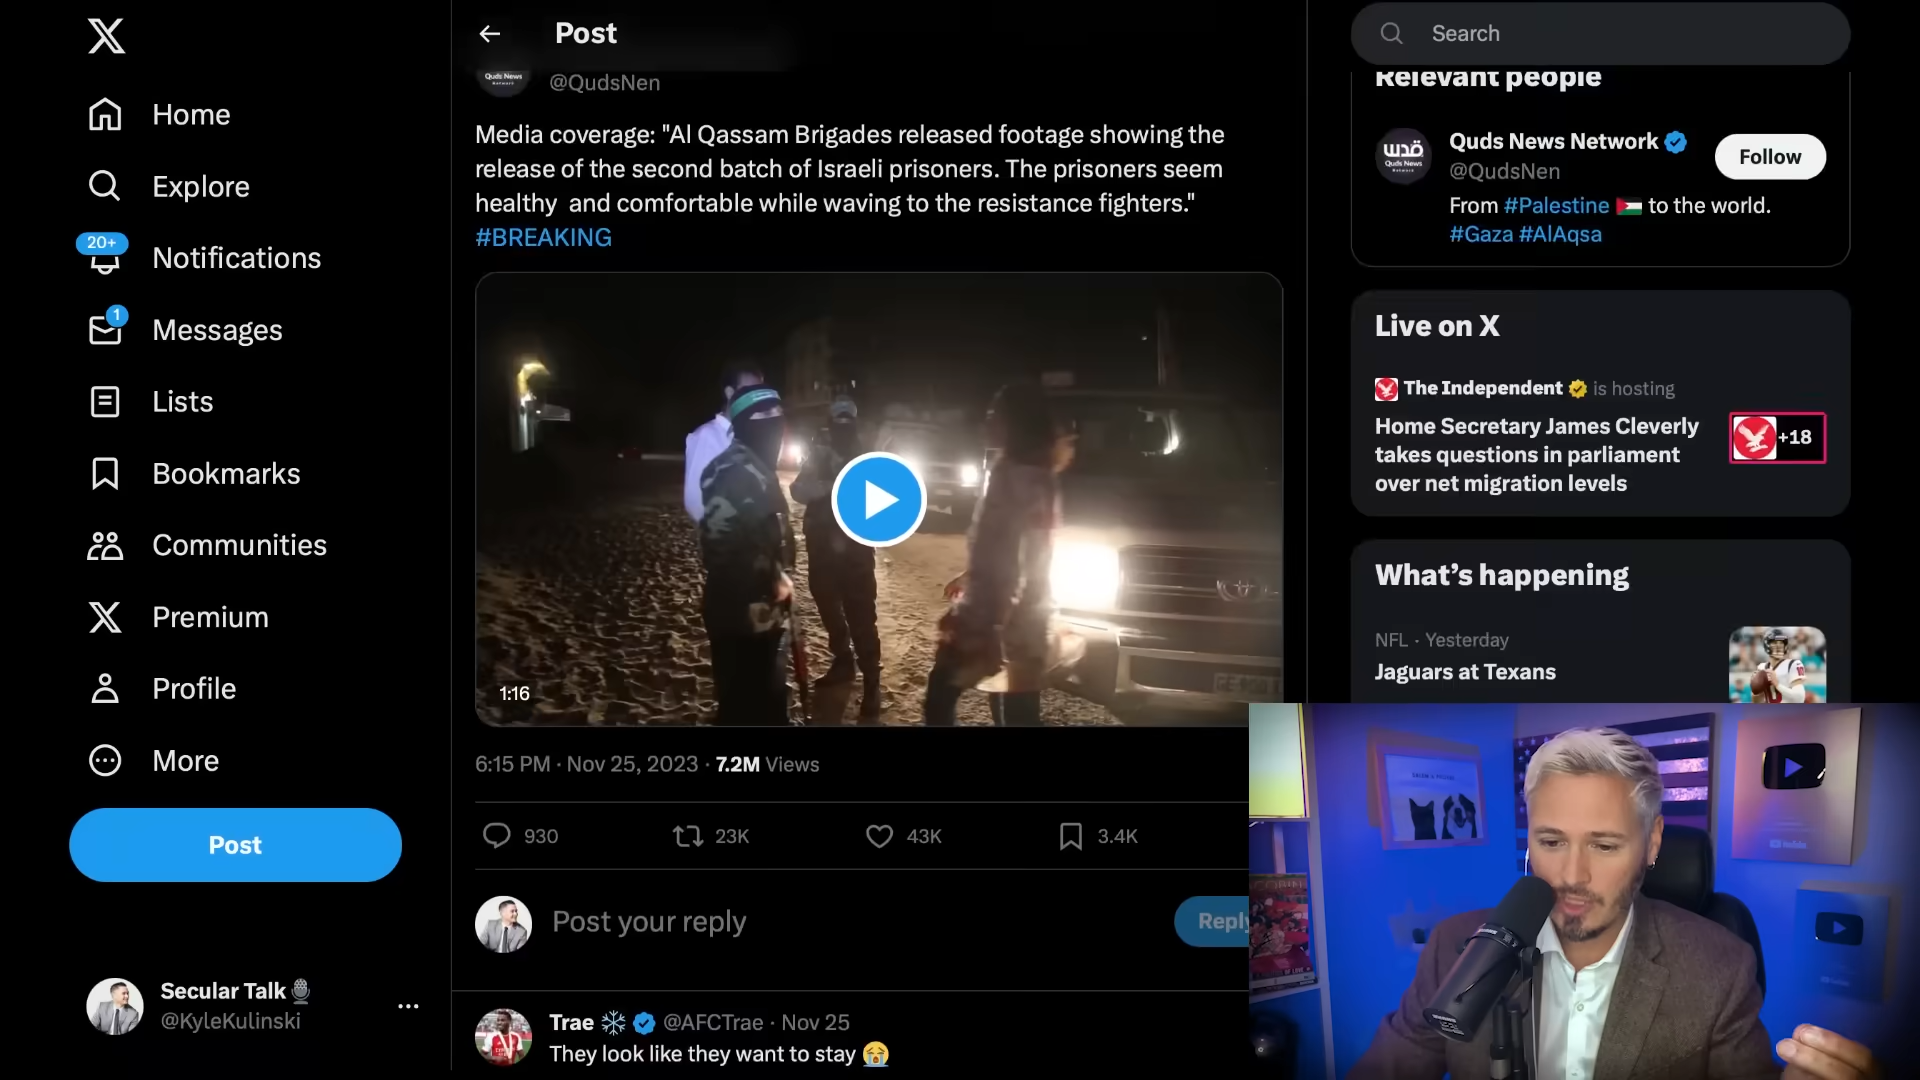 Home
Explore
20+
Notifications
1
Messages
Lists
Bookmarks
Communities
Premium
Profile
More
Post
Secular Talk🎙️
@KyleKulinski
Post
Quds News
@QudsNen
Media coverage: "Al Qassam Brigades released footage showing the
release of the second batch of Israeli prisoners. The prisoners seem
healthy  and comfortable while waving to the resistance fighters."
#BREAKING
1:16
6:15 PM · Nov 25, 2023 · 7.2M Views
930
23K
43K
3.4K
Post your reply
Reply
Trae ❄️ @AFCTrae · Nov 25
They look like they want to stay 😭
Search
Relevant people
قدس
Quds News
Quds News Network
@QudsNen
Follow
From #Palestine 🇵🇸 to the world.
#Gaza #AlAqsa
Live on X
The Independent is hosting
Home Secretary James Cleverly
takes questions in parliament
over net migration levels
+18
What’s happening
NFL · Yesterday
Jaguars at Texans